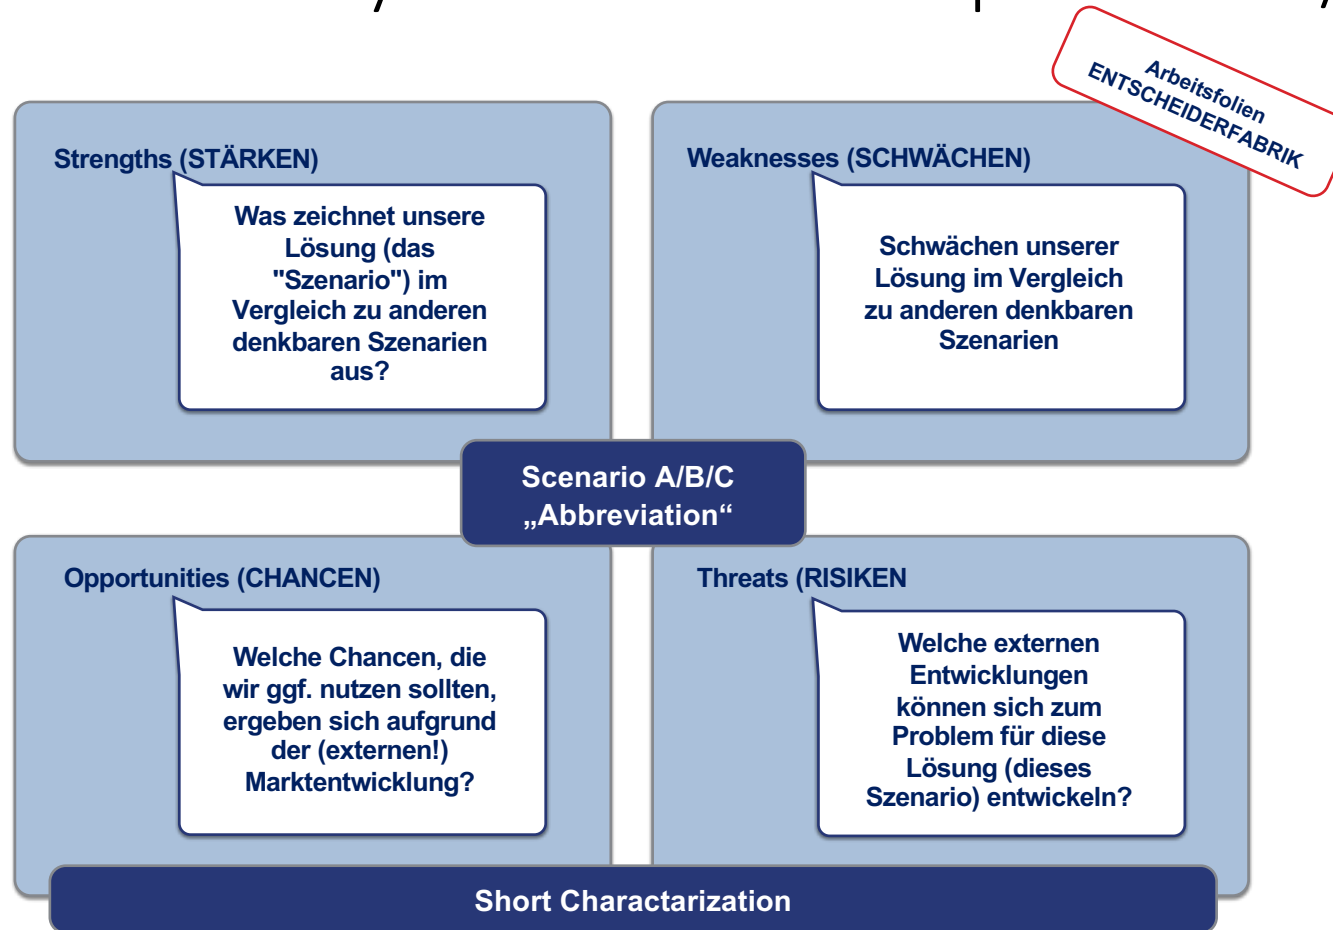 Arbeitsfolien
ENTSCHEIDERFABRIK
Strengths (STÄRKEN)
Was zeichnet unsere
Lösung (das
"Szenario") im
Vergleich zu anderen
denkbaren Szenarien
aus?
Weaknesses (SCHWÄCHEN)
Schwächen unserer
Lösung im Vergleich
zu anderen denkbaren
Szenarien
Scenario A/B/C
„Abbreviation“
Opportunities (CHANCEN)
Welche Chancen, die
wir ggf. nutzen sollten,
ergeben sich aufgrund
der (externen!)
Marktentwicklung?
Threats (RISIKEN
Welche externen
Entwicklungen
können sich zum
Problem für diese
Lösung (dieses
Szenario) entwickeln?
Short Charactarization